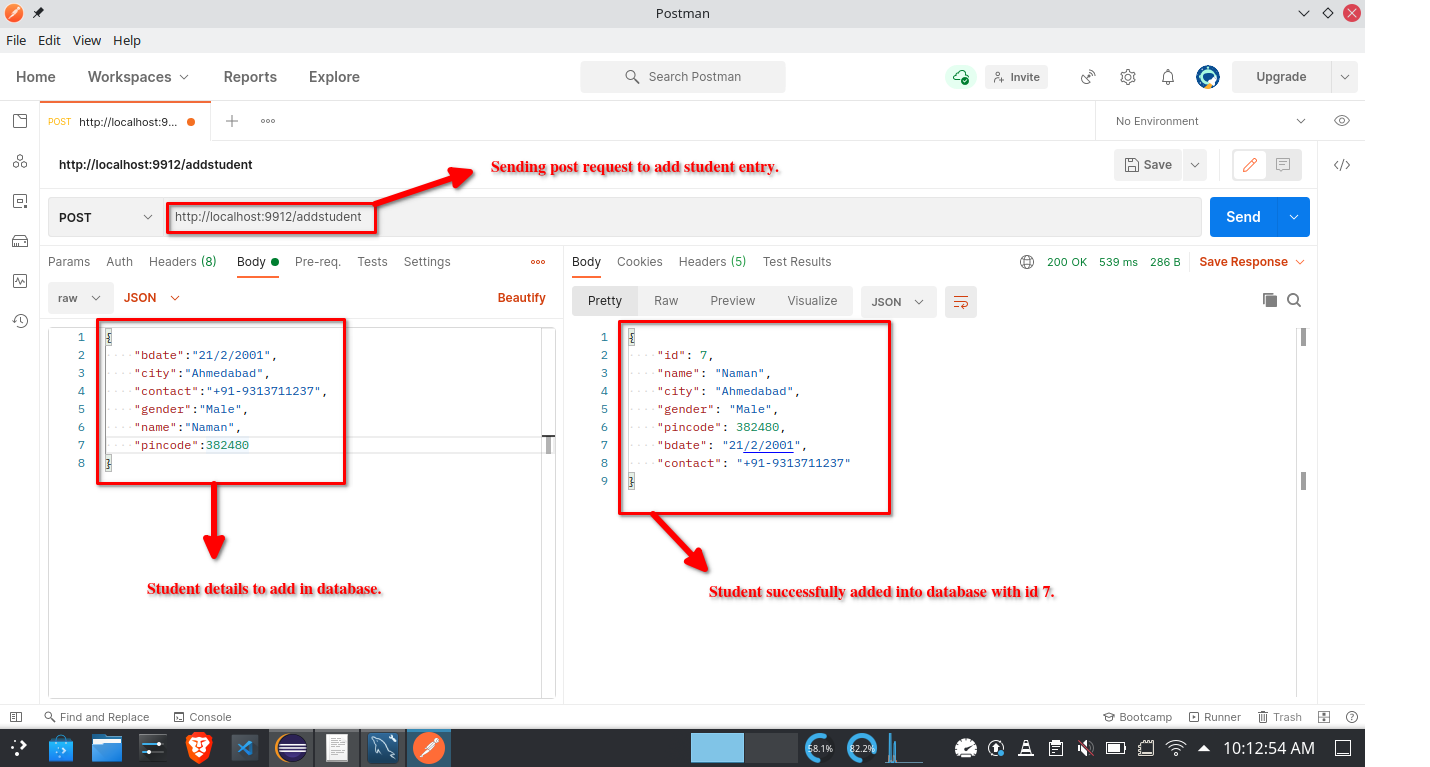 Postman
File Edit View Help
Home Workspaces Reports Explore Search Postman Invite Upgrade
POST http://localhost:9... No Environment
http://localhost:9912/addstudent Save
Sending post request to add student entry.
POST http://localhost:9912/addstudent Send
Params Auth Headers (8) Body Pre-req. Tests Settings
Body Cookies Headers (5) Test Results 200 OK 539 ms 286 B Save Response
raw JSON Beautify
Pretty Raw Preview Visualize JSON
1 {
2 "bdate":"21/2/2001",
3 "city":"Ahmedabad",
4 "contact":"+91-9313711237",
5 "gender":"Male",
6 "name":"Naman",
7 "pincode":382480
8 }
1 {
2 "id": 7,
3 "name": "Naman",
4 "city": "Ahmedabad",
5 "gender": "Male",
6 "pincode": 382480,
7 "bdate": "21/2/2001",
8 "contact": "+91-9313711237"
9 }
Student details to add in database.
Student successfully added into database with id 7.
Find and Replace Console Bootcamp Runner Trash
58.1% 82.2% 10:12:54 AM